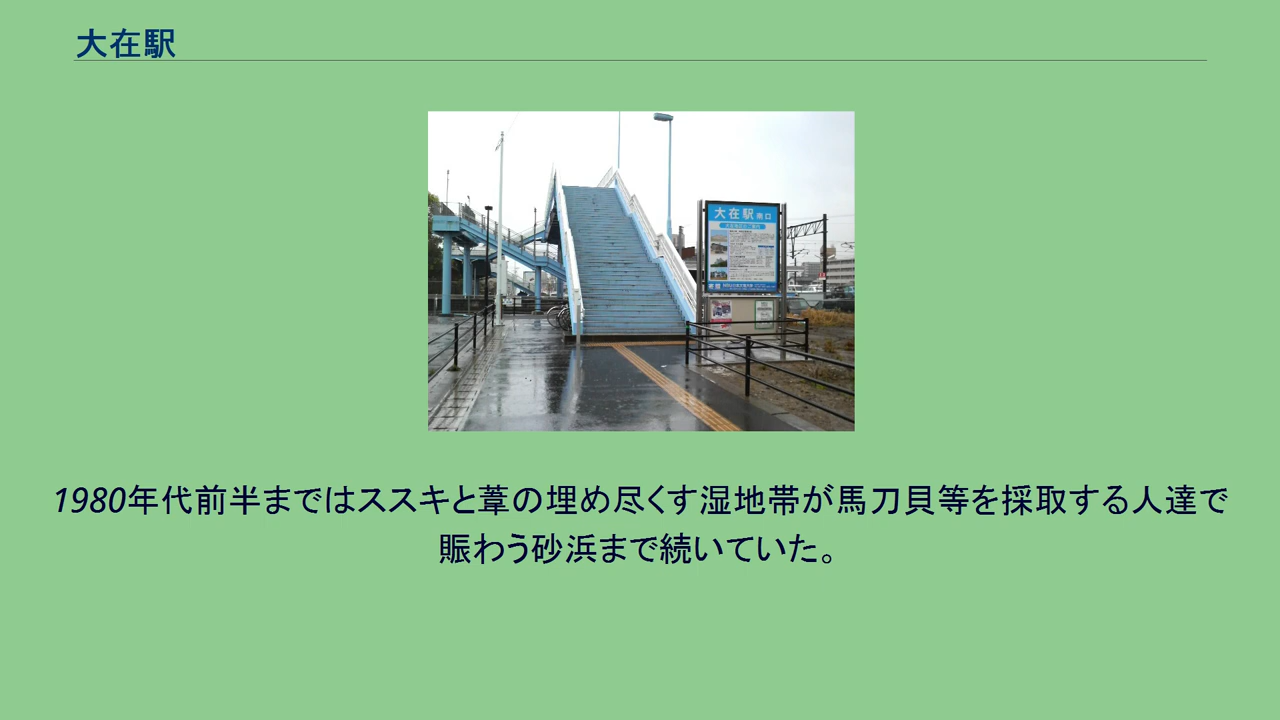 大在駅
大在駅 南口
1980年代前半まではススキと葦の埋め尽くす湿地帯が馬刀貝等を採取する人達で
賑わう砂浜まで続いていた。